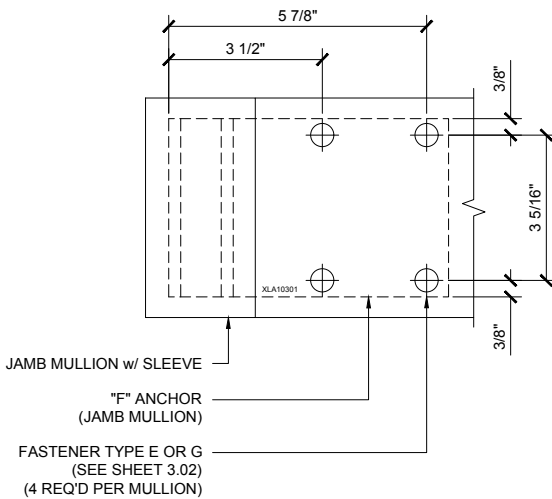 5 7/8"
3 1/2"
3/8"
3 5/16"
XLA10301
3/8"
JAMB MULLION w/ SLEEVE
"F" ANCHOR
(JAMB MULLION)
FASTENER TYPE E OR G
(SEE SHEET 3.02)
(4 REQ'D PER MULLION)